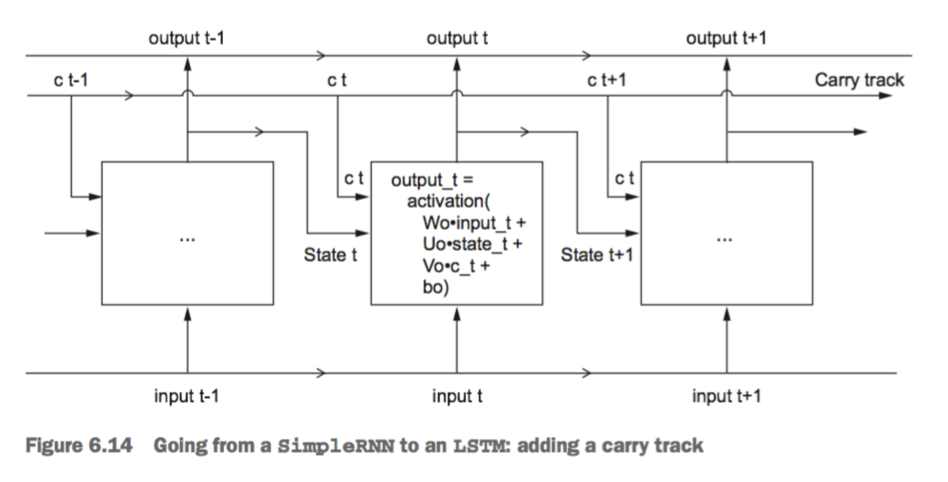 output t-1
output t
output t+1
c t-1
c t
c t+1
Carry track
c t
c t
output_t =
activation(
Wo•input_t +
Uo•state_t +
Vo•c_t +
bo)
...
...
State t
State t+1
input t-1
input t
input t+1
Figure 6.14 Going from a SimpleRNN to an LSTM: adding a carry track